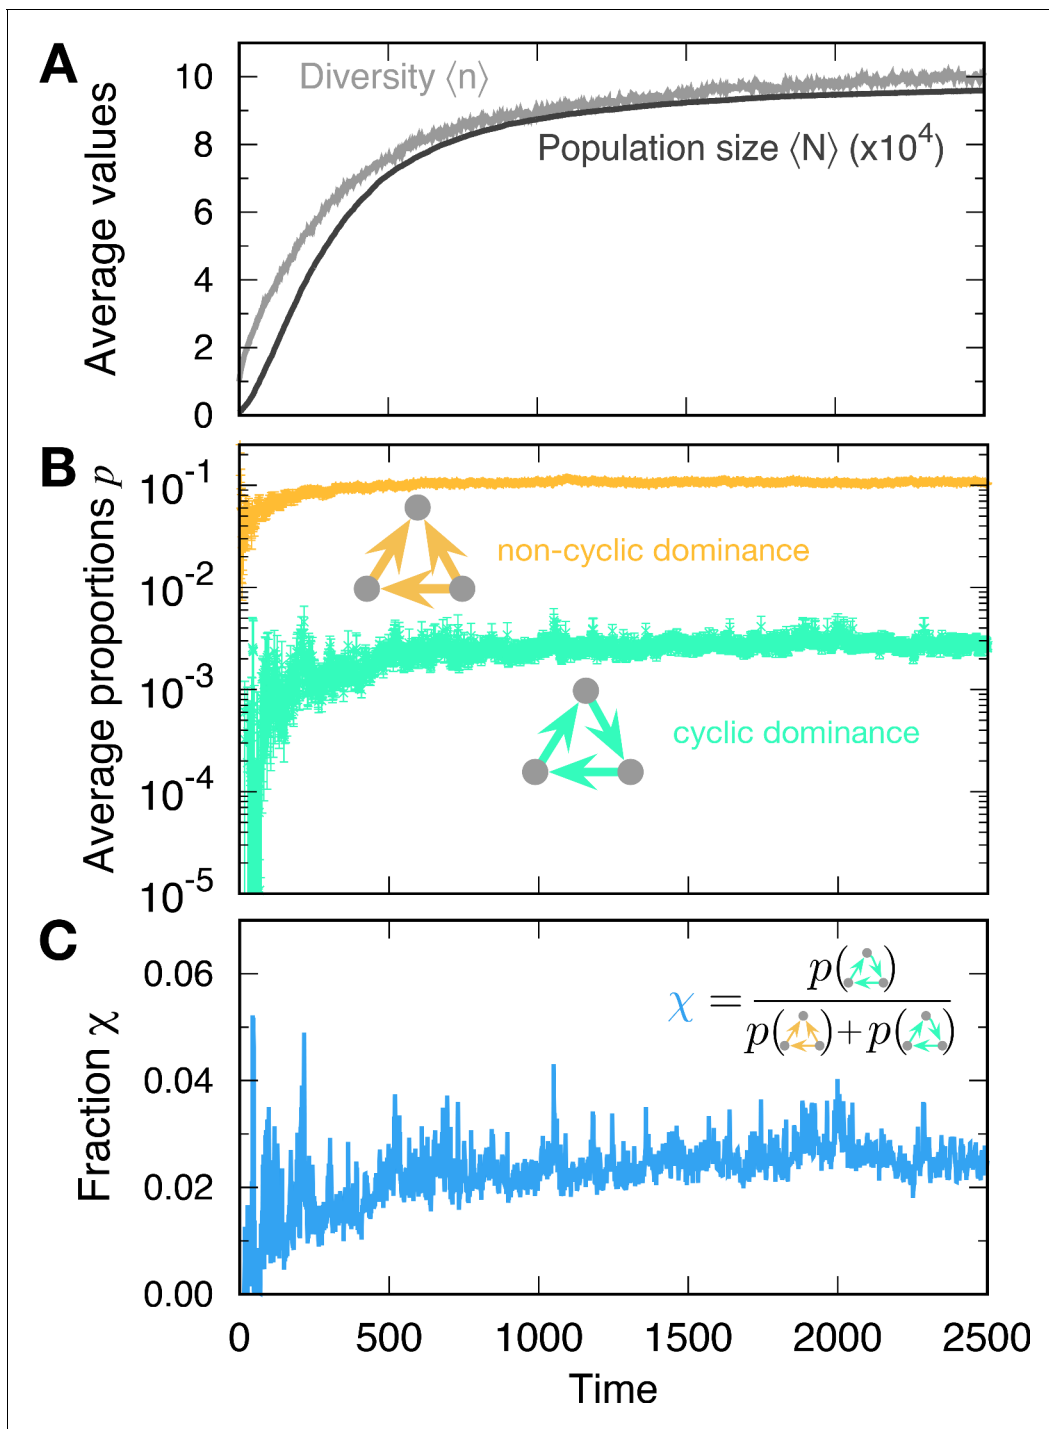 A
Average values
10
8
6
4
2
0
Diversity ⟨n⟩
Population size ⟨N⟩ (x10⁴)
B
Average proportions p
10⁻¹
10⁻²
10⁻³
10⁻⁴
10⁻⁵
non-cyclic dominance
cyclic dominance
C
Fraction χ
0.06
0.04
0.02
0.00
χ = p( ) / p( )+p( )
0 500 1000 1500 2000 2500
Time